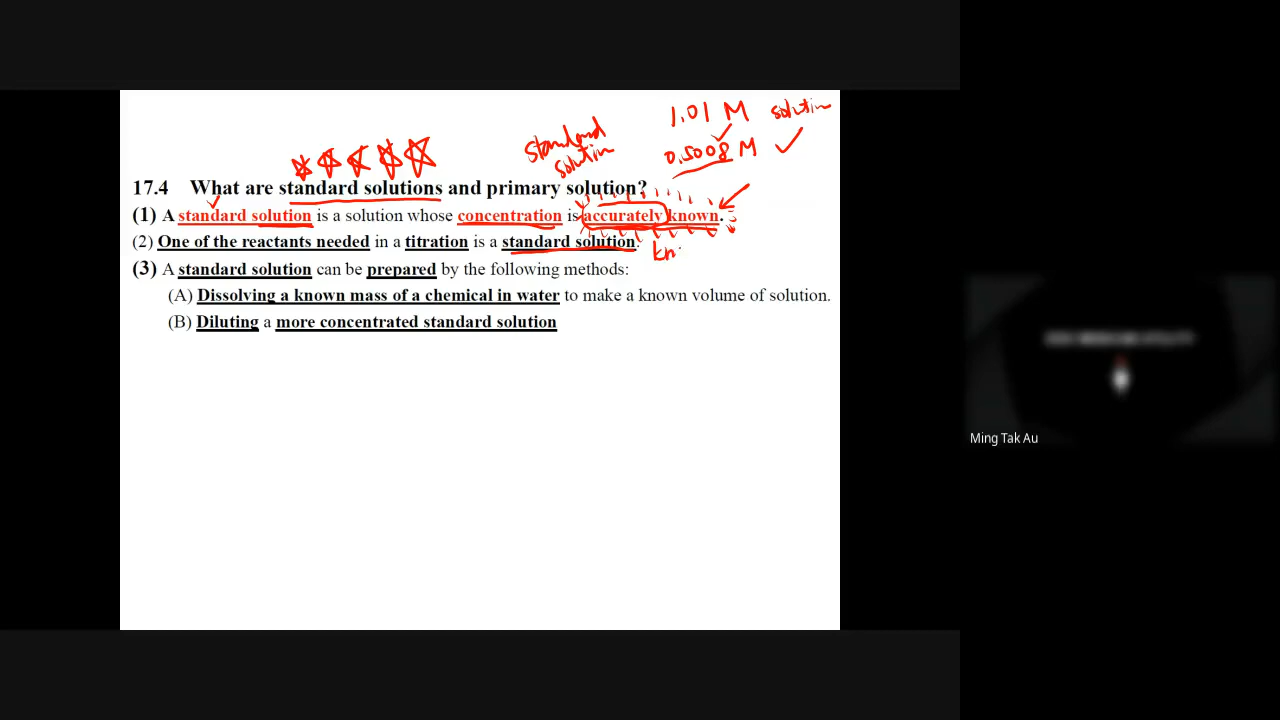 1.01 M solution
0.5008 M
standard
solution
17.4 What are standard solutions and primary solution?
(1) A standard solution is a solution whose concentration is accurately known.
(2) One of the reactants needed in a titration is a standard solution.
kn
(3) A standard solution can be prepared by the following methods:
(A) Dissolving a known mass of a chemical in water to make a known volume of solution.
(B) Diluting a more concentrated standard solution
Ming Tak Au